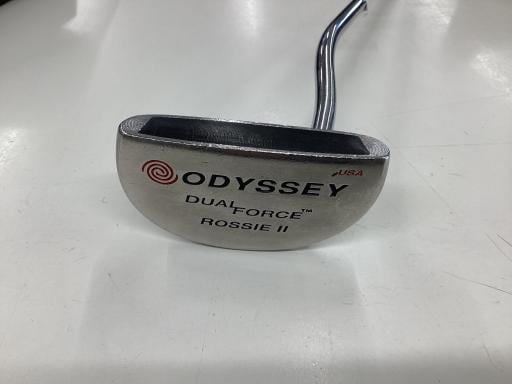 USA
ODYSSEY
DUAL FORCE™
ROSSIE II